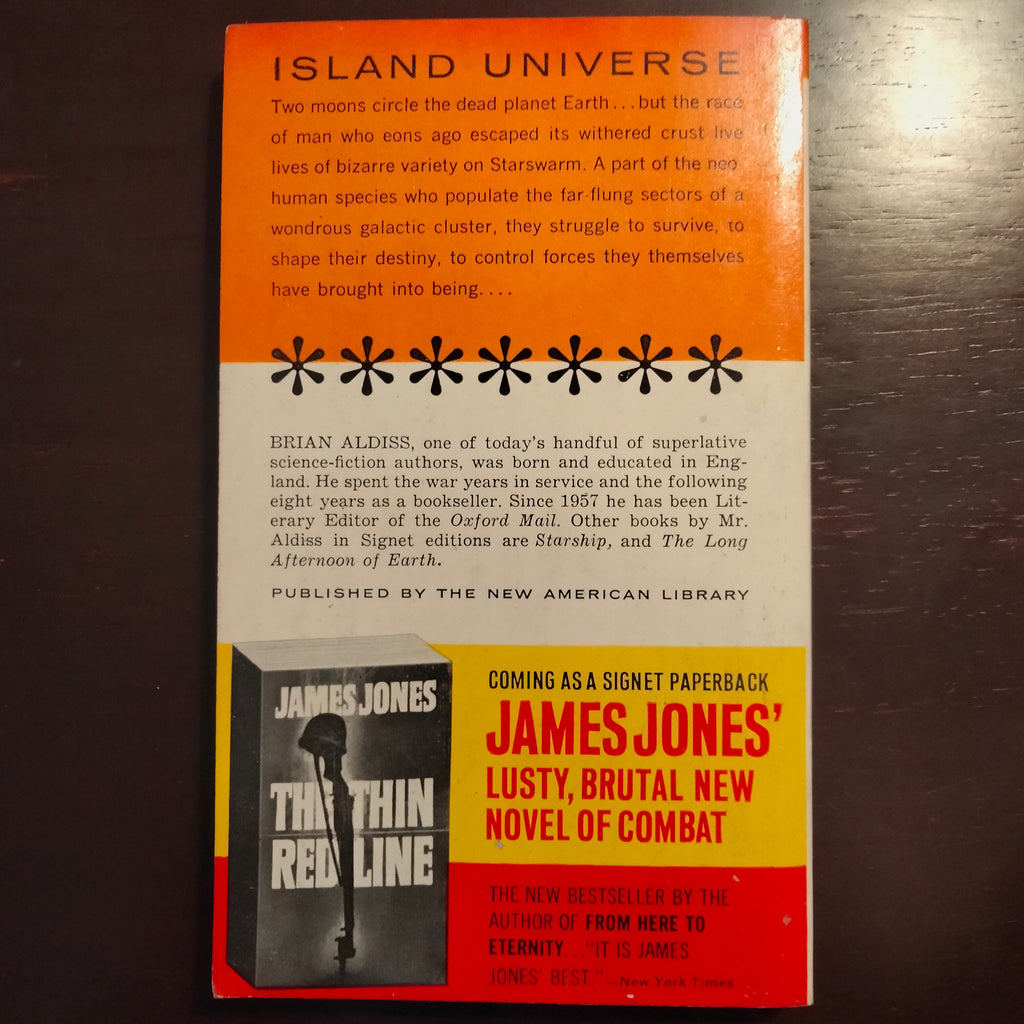 ISLAND UNIVERSE
Two moons circle the dead planet Earth...but the race
of man who eons ago escaped its withered crust live
lives of bizarre variety on Starswarm. A part of the neo
human species who populate the far-flung sectors of a
wondrous galactic cluster, they struggle to survive, to
shape their destiny, to control forces they themselves
have brought into being....
BRIAN ALDISS, one of today's handful of superlative
science-fiction authors, was born and educated in Eng-
land. He spent the war years in service and the following
eight years as a bookseller. Since 1957 he has been Lit-
erary Editor of the Oxford Mail. Other books by Mr.
Aldiss in Signet editions are Starship, and The Long
Afternoon of Earth.
PUBLISHED BY THE NEW AMERICAN LIBRARY
JAMES JONES
THE THIN
RED LINE
COMING AS A SIGNET PAPERBACK
JAMES JONES'
LUSTY, BRUTAL NEW
NOVEL OF COMBAT
THE NEW BESTSELLER BY THE
AUTHOR OF FROM HERE TO
ETERNITY..."IT IS JAMES
JONES' BEST."—New York Times